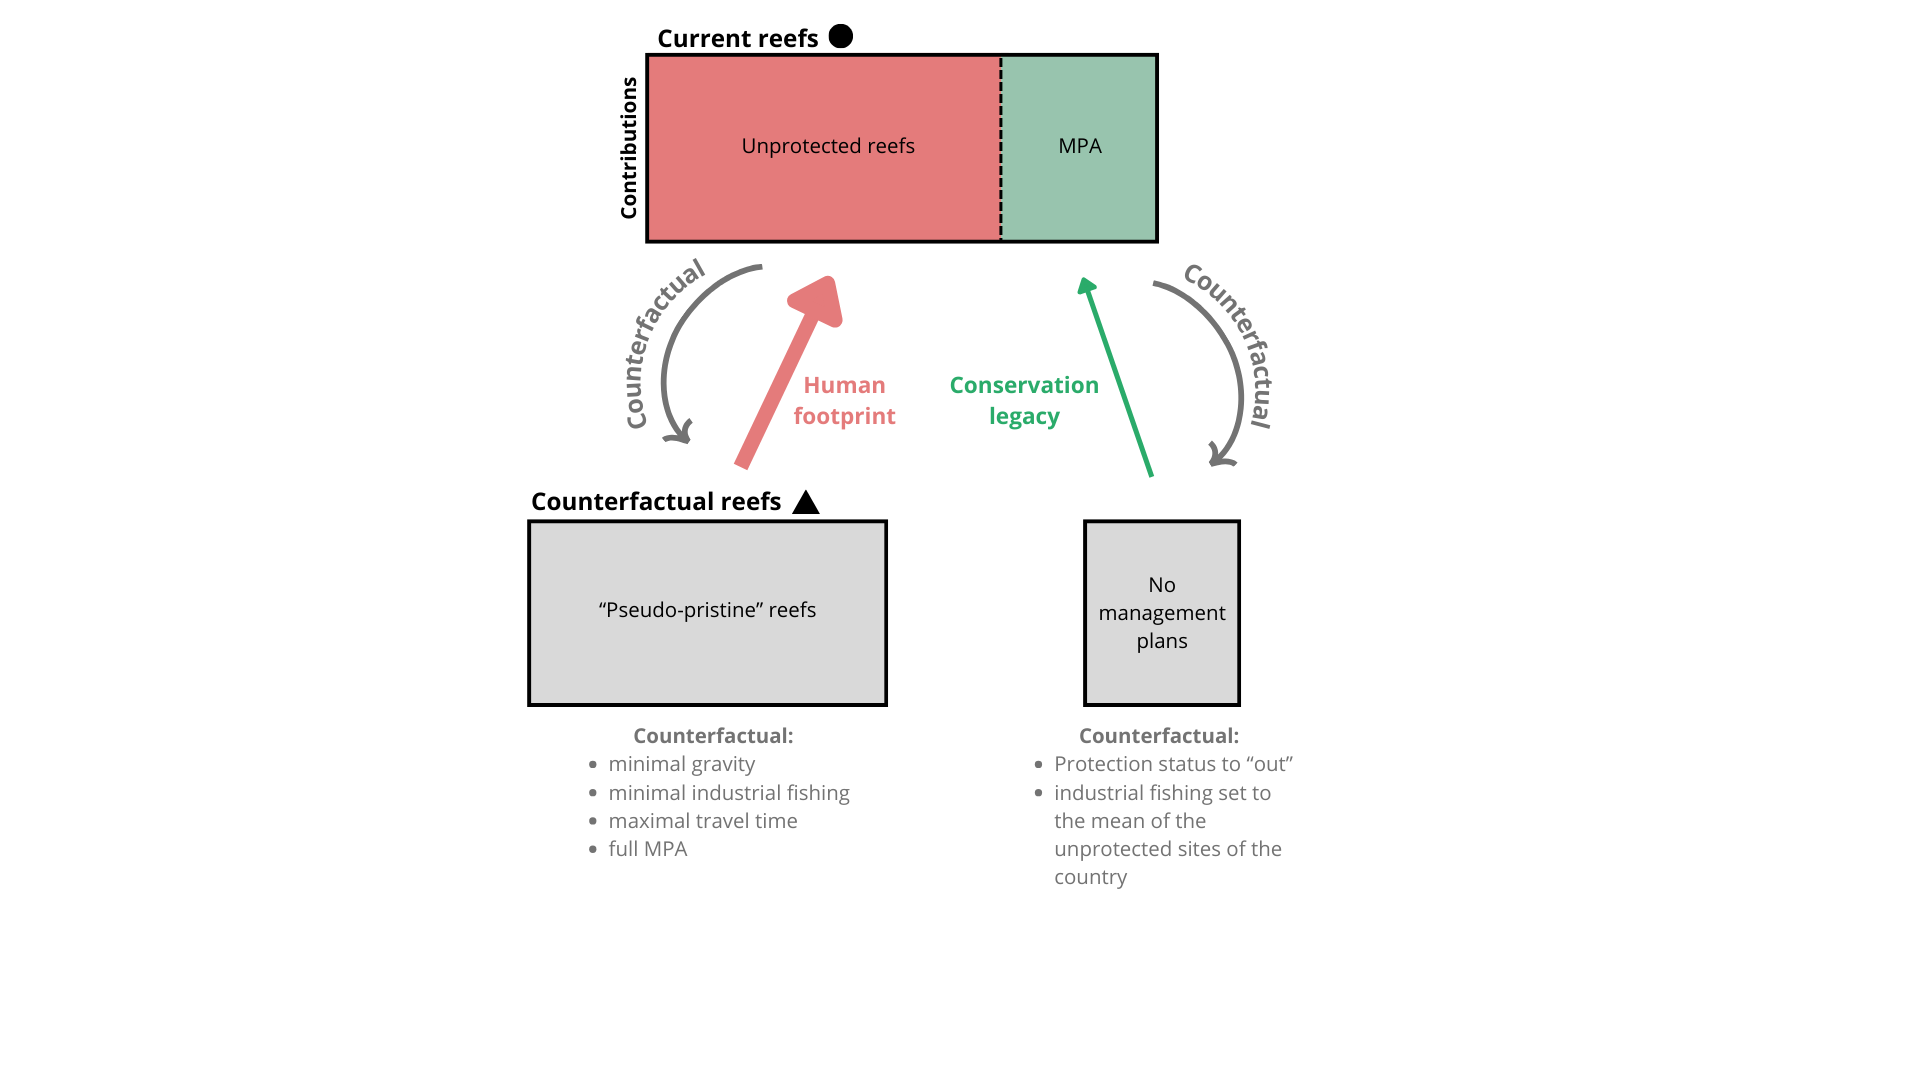 Current reefs
Contributions
Unprotected reefs
MPA
Counterfactual
Human
footprint
Conservation
legacy
Counterfactual
Counterfactual reefs
“Pseudo-pristine” reefs
No
management
plans
Counterfactual:
• minimal gravity
• minimal industrial fishing
• maximal travel time
• full MPA
Counterfactual:
• Protection status to “out”
• industrial fishing set to
the mean of the
unprotected sites of the
country